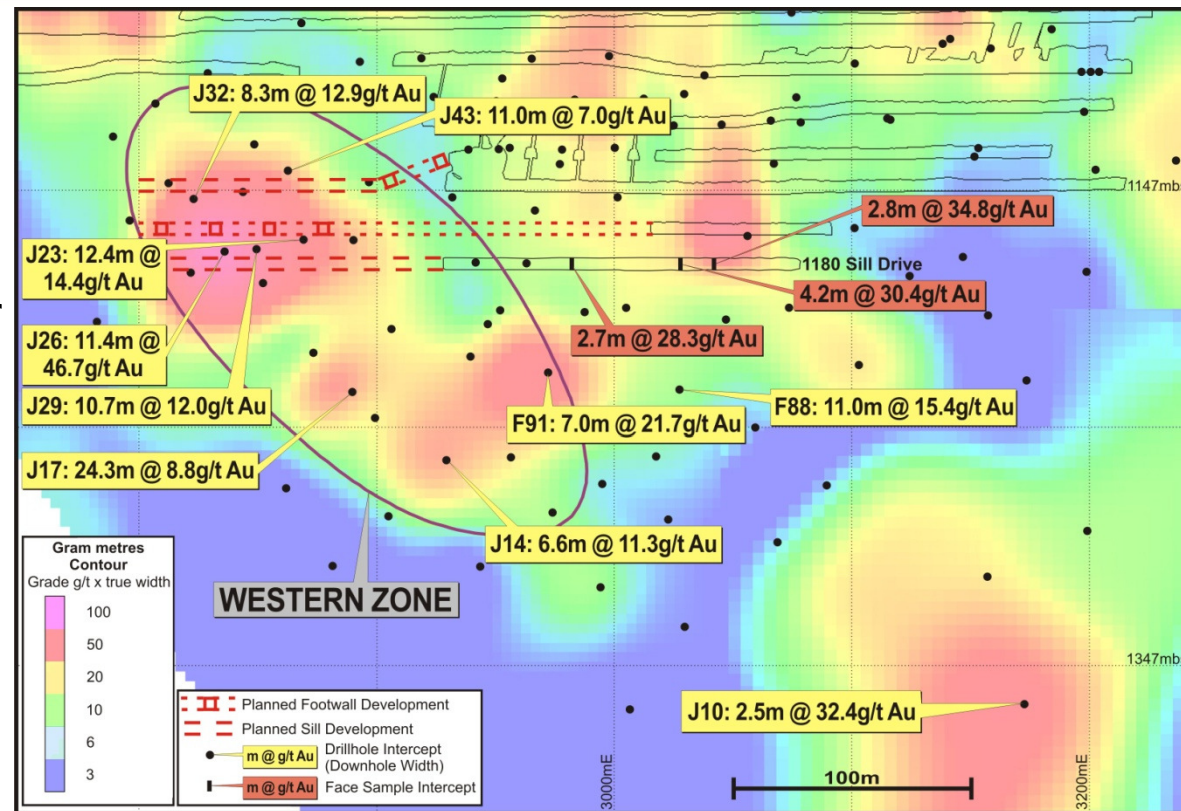 J32: 8.3m @ 12.9g/t Au
J43: 11.0m @ 7.0g/t Au
1147mbs
2.8m @ 34.8g/t Au
J23: 12.4m @
14.4g/t Au
1180 Sill Drive
4.2m @ 30.4g/t Au
J26: 11.4m @
46.7g/t Au
2.7m @ 28.3g/t Au
J29: 10.7m @ 12.0g/t Au
F91: 7.0m @ 21.7g/t Au
F88: 11.0m @ 15.4g/t Au
J17: 24.3m @ 8.8g/t Au
J14: 6.6m @ 11.3g/t Au
WESTERN ZONE
Gram metres
Contour
Grade g/t x true width
100
50
20
10
6
3
1347mb
Planned Footwall Development
Planned Sill Development
m @ g/t Au
Drillhole Intercept
(Downhole Width)
m @ g/t Au
Face Sample Intercept
J10: 2.5m @ 32.4g/t Au
3000mE
100m
3200mE